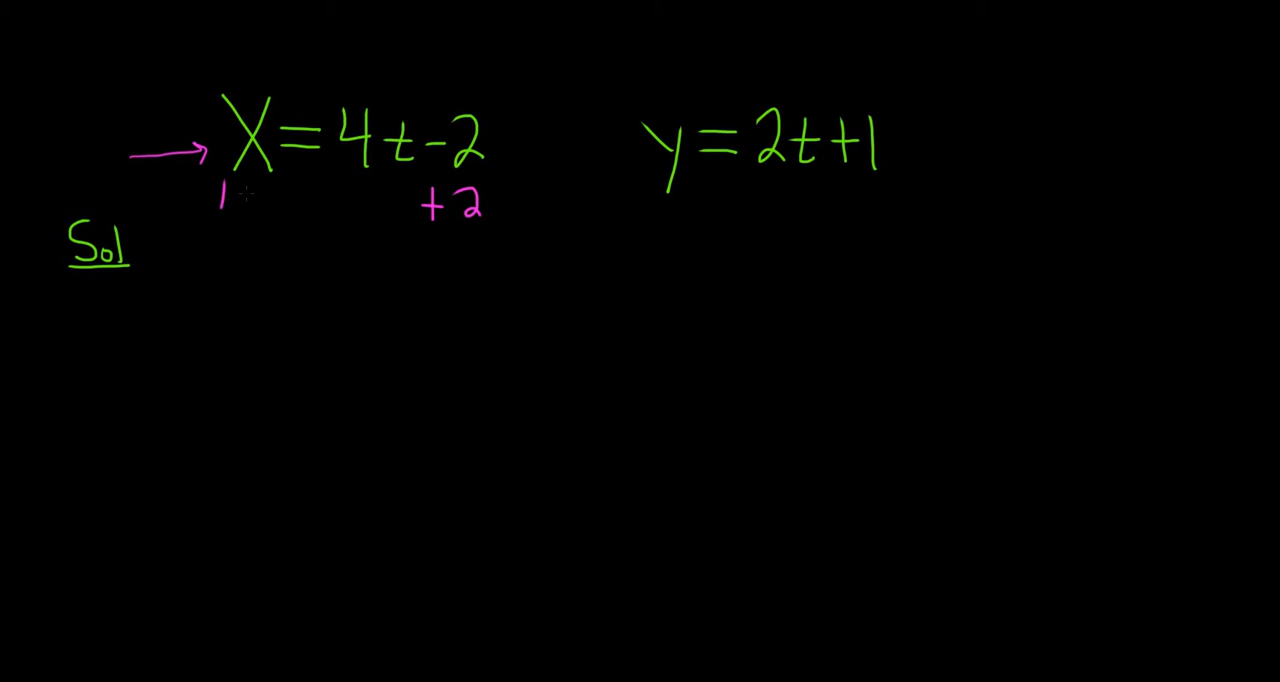 X = 4t - 2 y = 2t + 1
+ 2
Sol